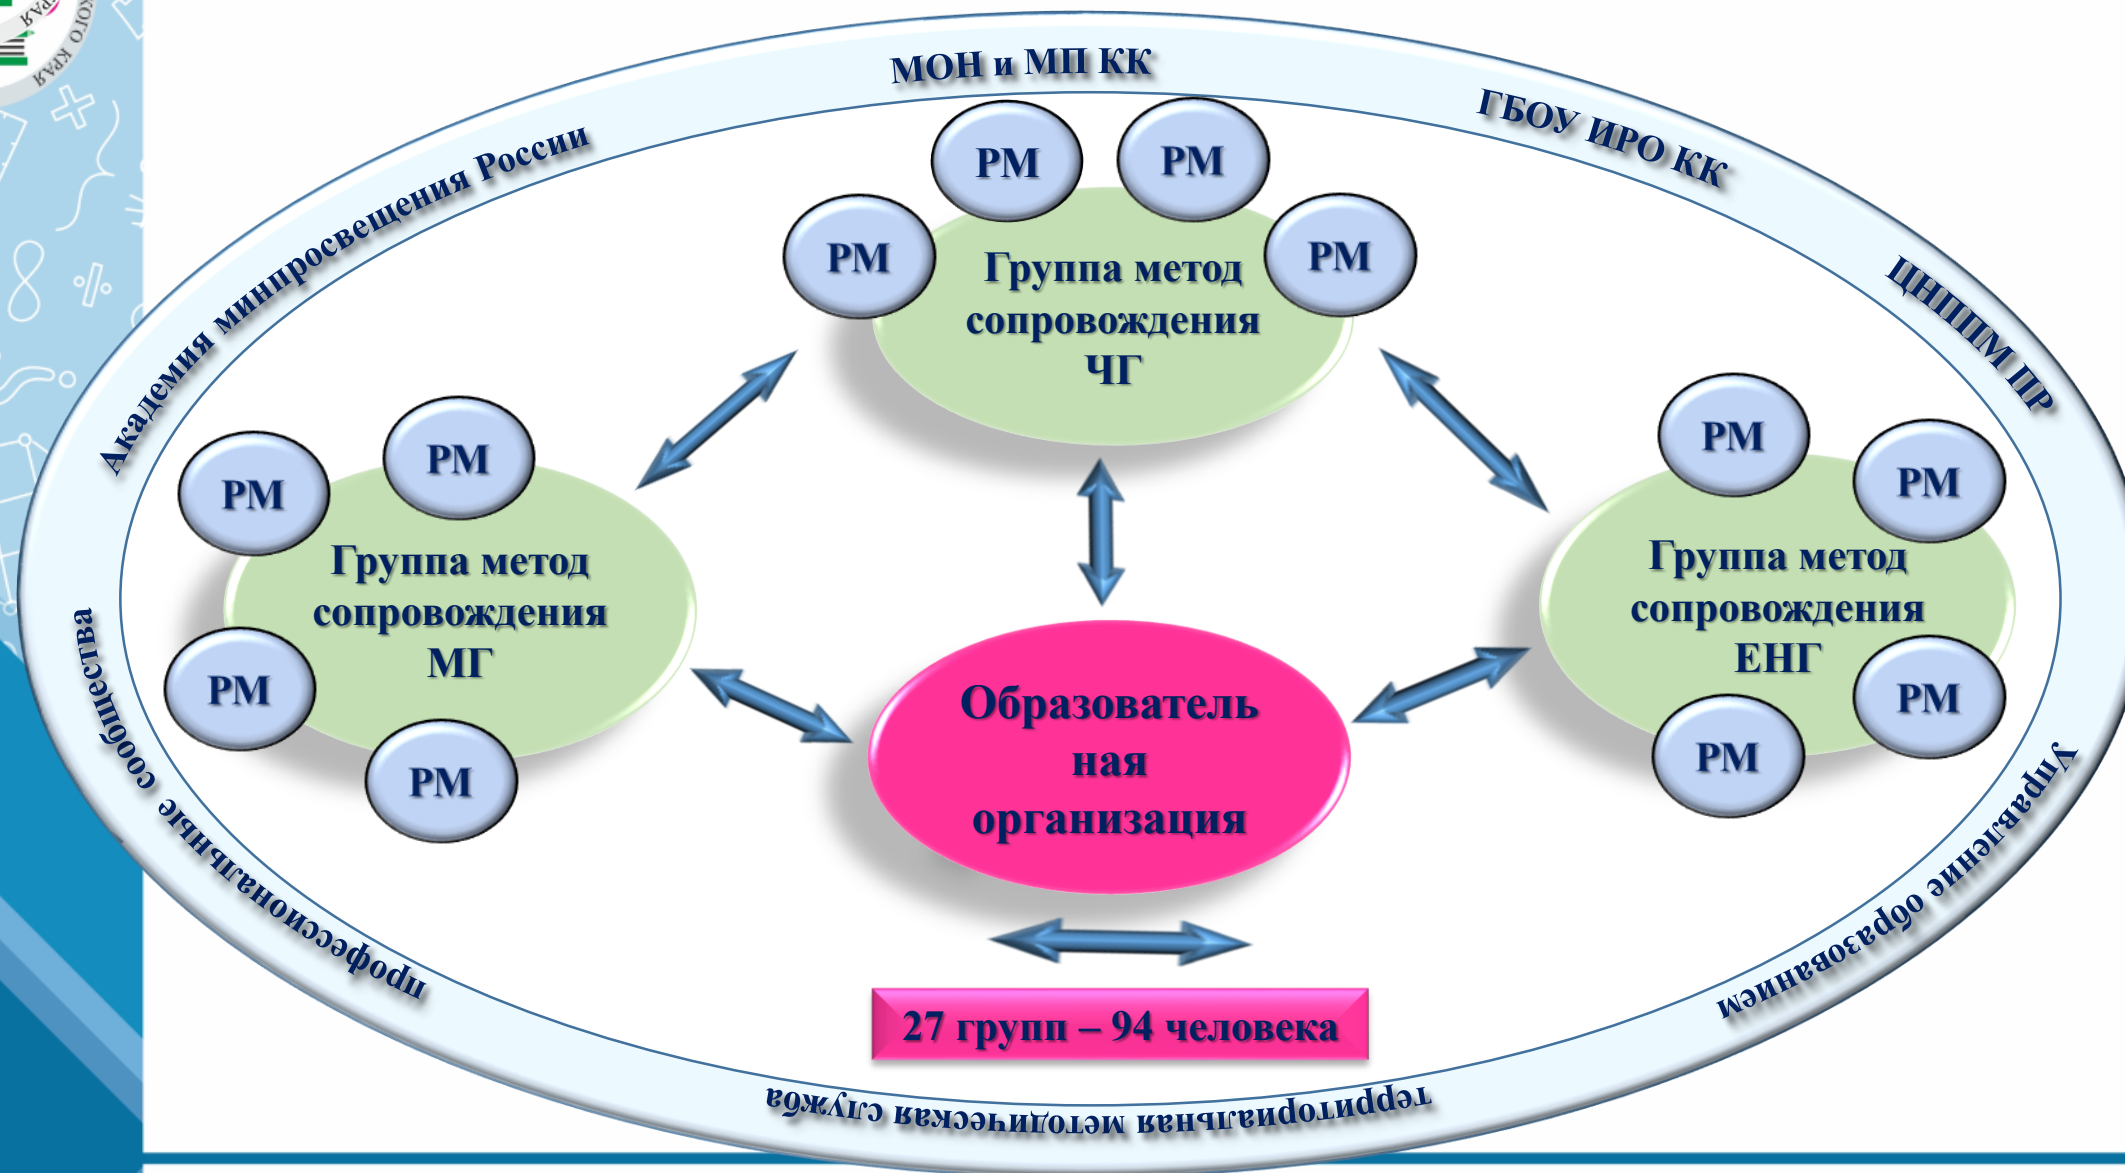 КОГО КРАЯ
МОН и МП КК
ГБОУ ИРО КК
ЦНППМ ПР
Управление образованием
территориальная методическая служба
профессиональные сообщества
Академия минпросвещения России
РМ
РМ
РМ
РМ
Группа метод
сопровождения
ЧГ
РМ
РМ
РМ
РМ
Группа метод
сопровождения
МГ
РМ
РМ
РМ
РМ
Группа метод
сопровождения
ЕНГ
Образователь
ная
организация
27 групп – 94 человека